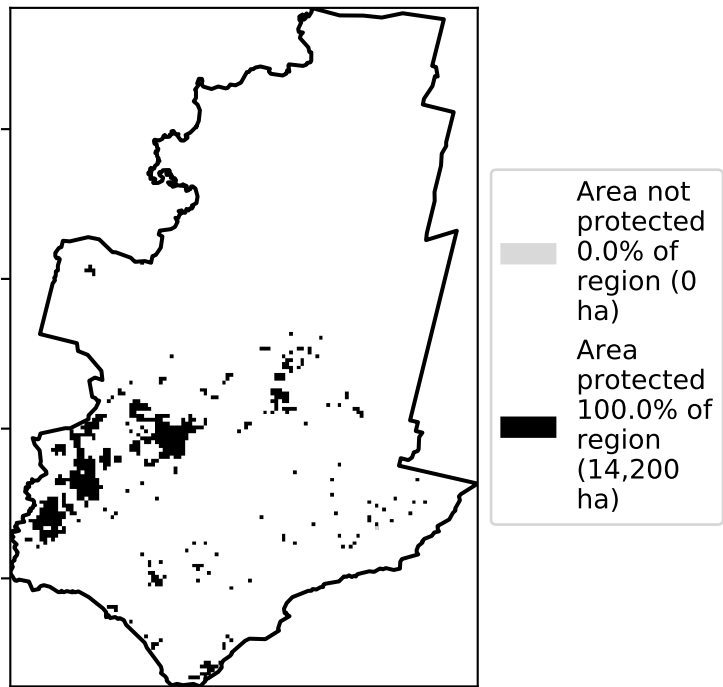 Area not
protected
0.0% of
region (0
ha)
Area
protected
100.0% of
region
(14,200
ha)